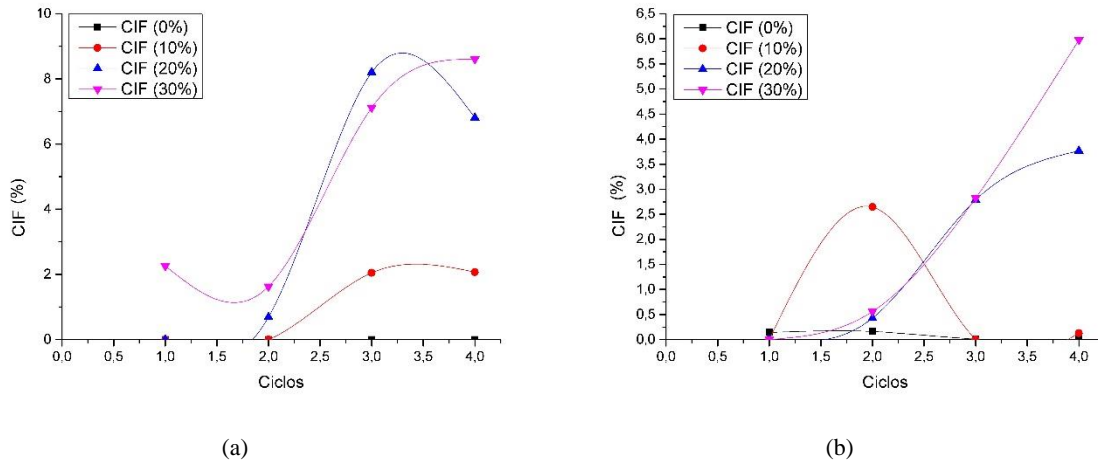 CIF (0%)
CIF (10%)
CIF (20%)
CIF (30%)
10
8
6
4
2
0
CIF (%)
0,0 0,5 1,0 1,5 2,0 2,5 3,0 3,5 4,0
Ciclos
(a)
CIF (0%)
CIF (10%)
CIF (20%)
CIF (30%)
6,5
6,0
5,5
5,0
4,5
4,0
3,5
3,0
2,5
2,0
1,5
1,0
0,5
0,0
CIF (%)
0,0 0,5 1,0 1,5 2,0 2,5 3,0 3,5 4,0
Ciclos
(b)